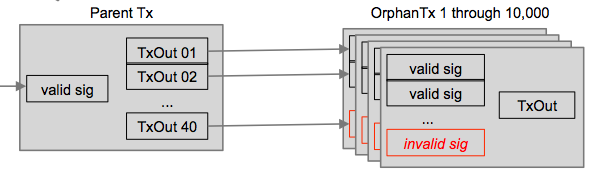 Parent Tx
OrphanTx 1 through 10,000
valid sig
TxOut 01
TxOut 02
...
TxOut 40
valid sig
valid sig
...
invalid sig
TxOut